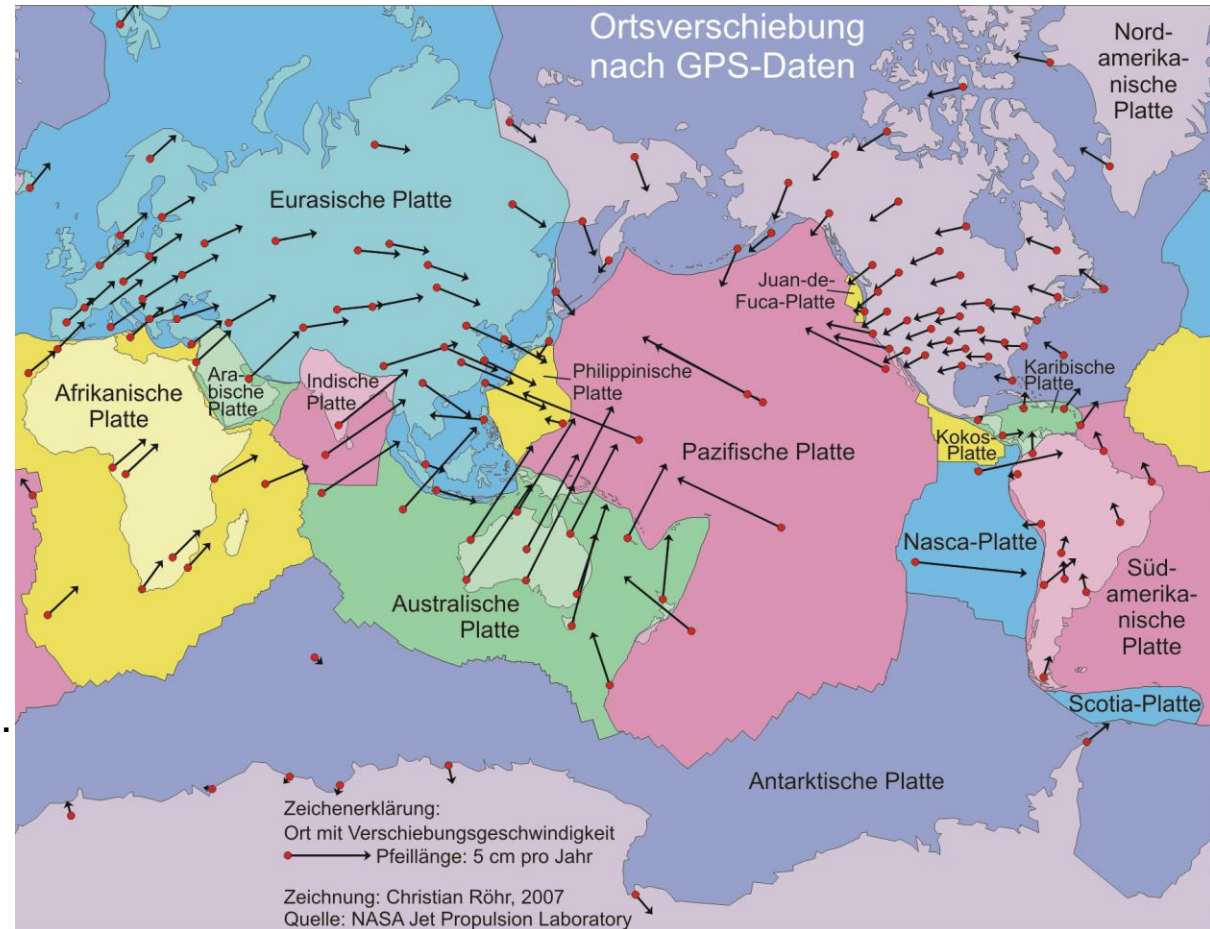 Ortsverschiebung
nach GPS-Daten
Nord-
amerika-
nische
Platte
Eurasische Platte
Juan-de-
Fuca-Platte
Karibische
Platte
Philippinische
Platte
Afrikanische
Platte
Ara-
bische
Platte
Indische
Platte
Pazifische Platte
Kokos-
Platte
Nasca-Platte
Süd-
amerika-
nische
Platte
Australische
Platte
Scotia-Platte
Antarktische Platte
Zeichenerklärung:
Ort mit Verschiebungsgeschwindigkeit
Pfeillänge: 5 cm pro Jahr
Zeichnung: Christian Röhr, 2007
Quelle: NASA Jet Propulsion Laboratory
.